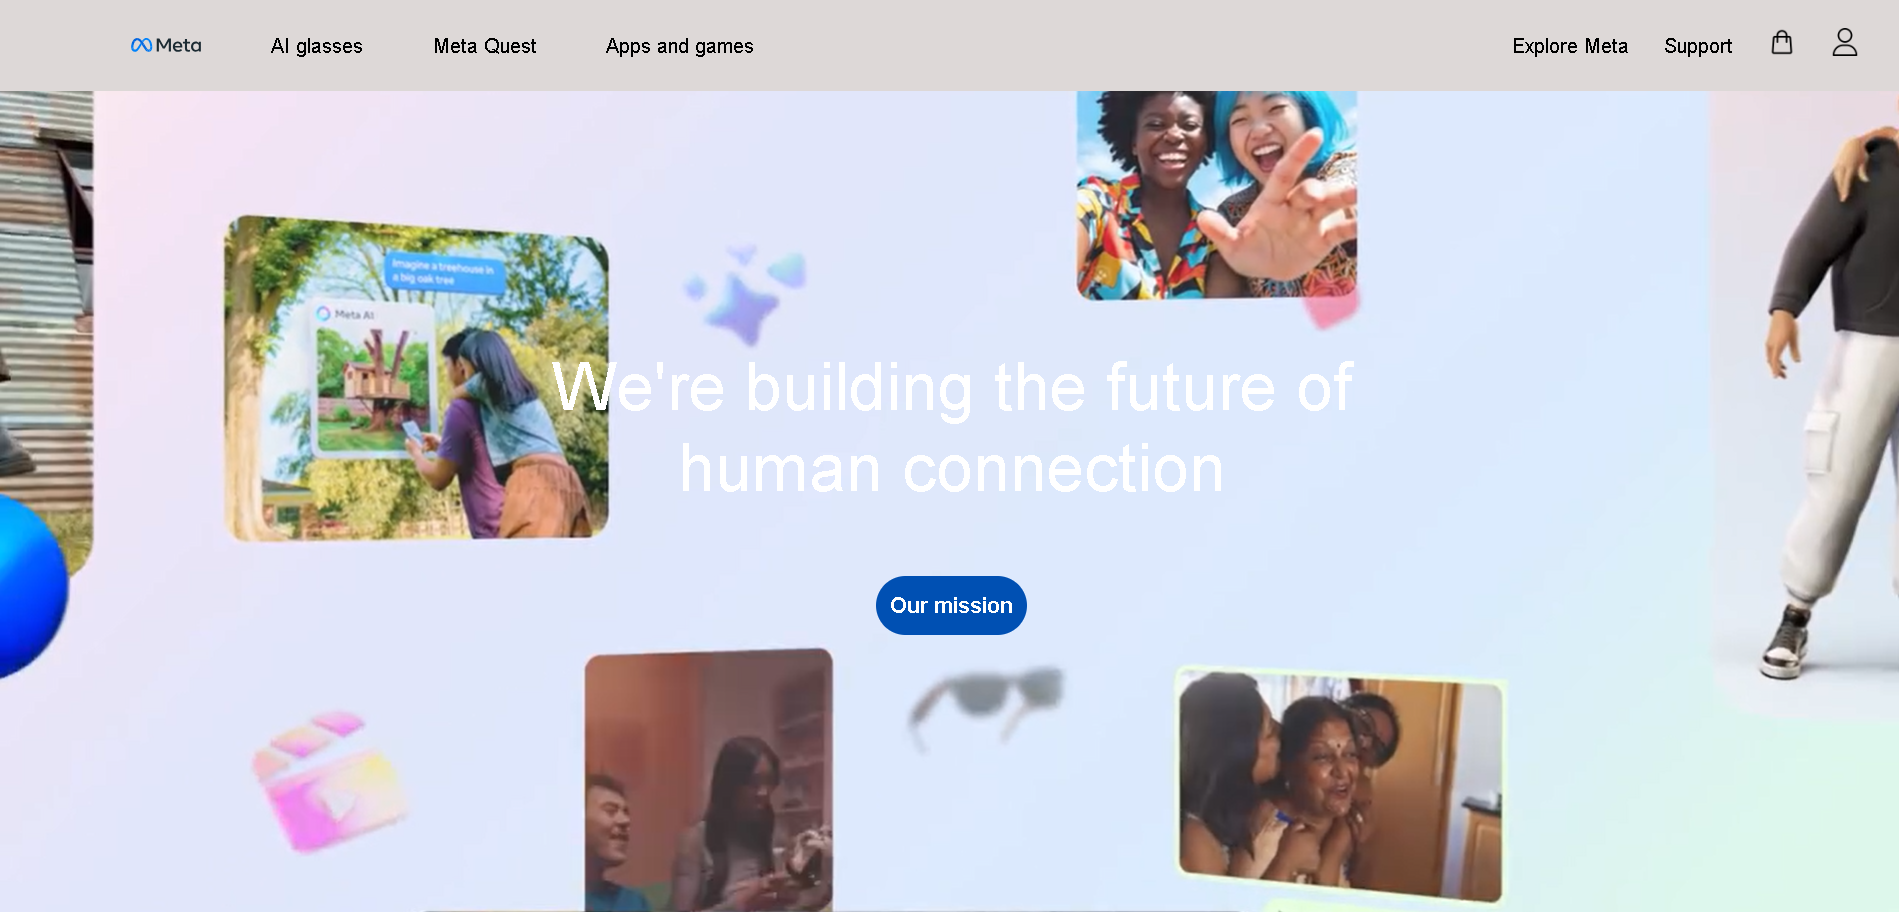 Meta
AI glasses
Meta Quest
Apps and games
Explore Meta
Support
Imagine a treehouse in
a big oak tree
Meta AI
We're building the future of
human connection
Our mission